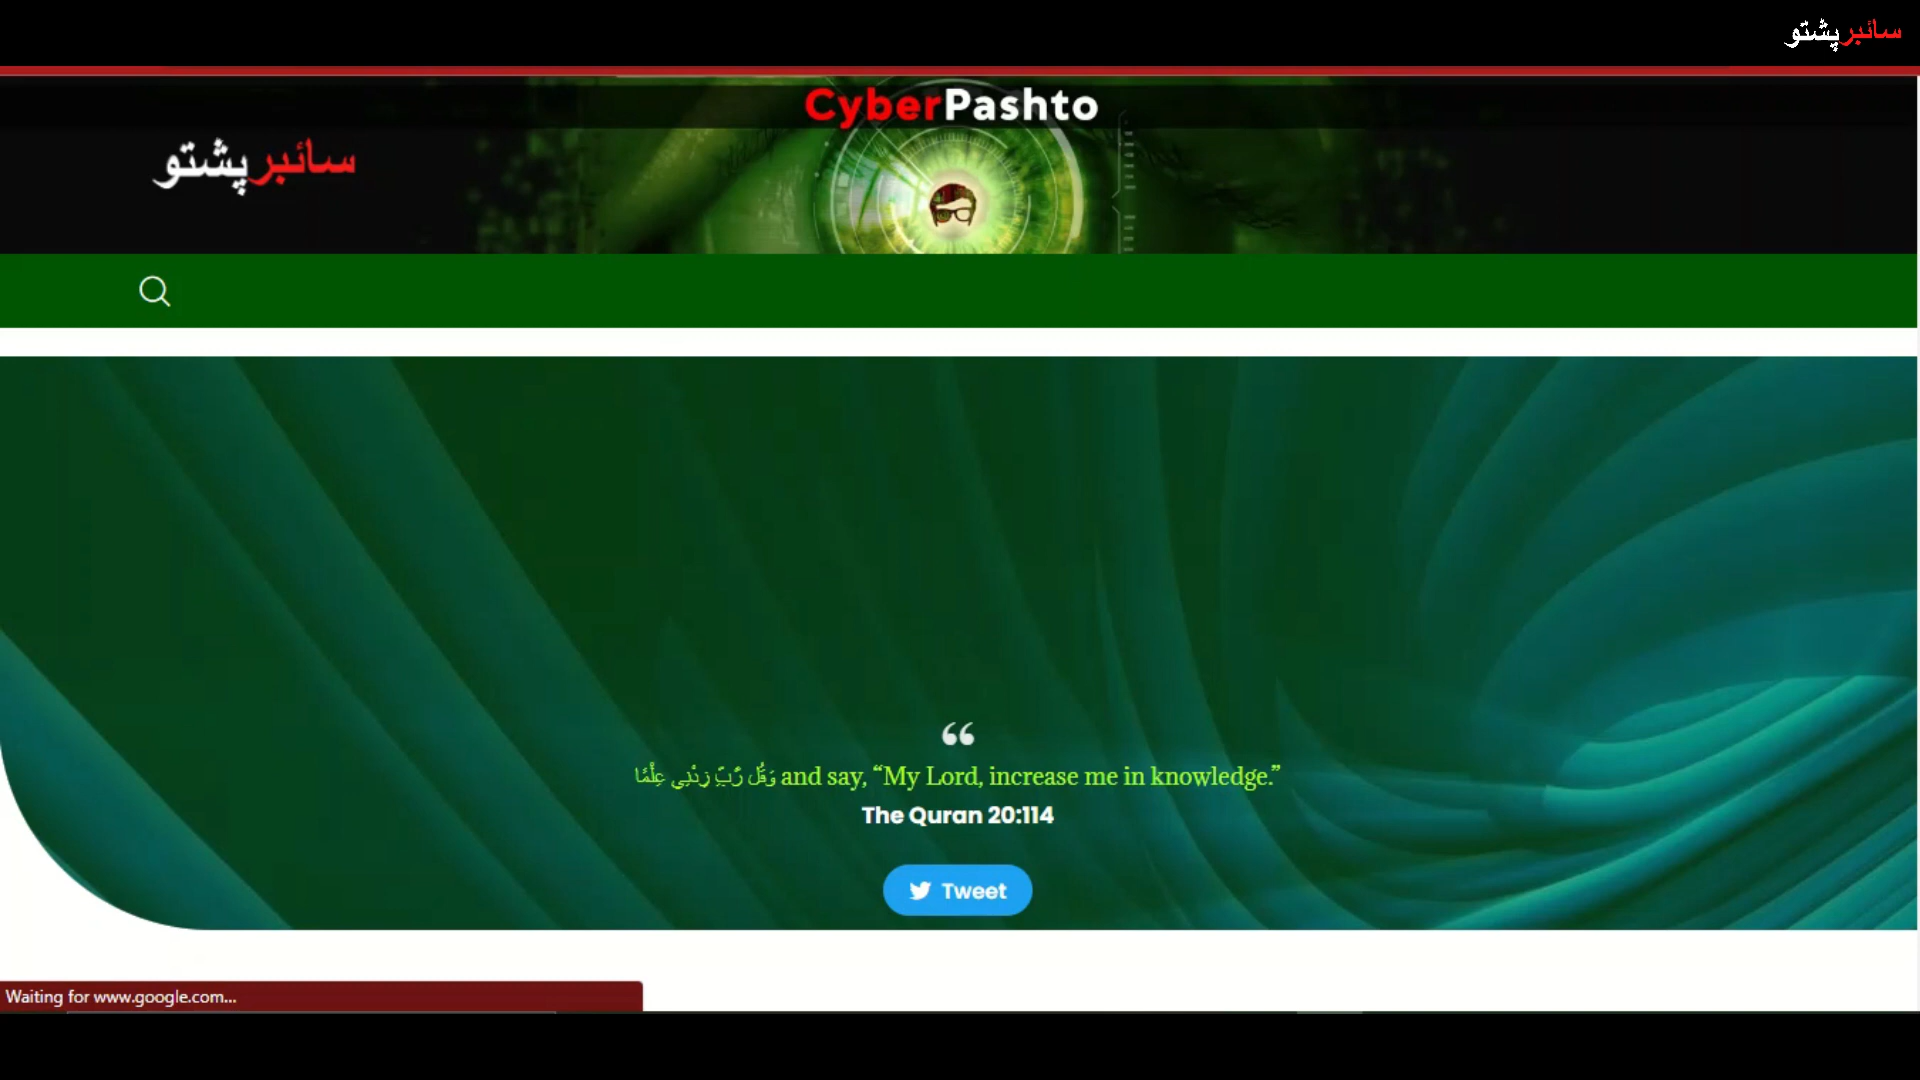 سائبر پشتو
CyberPashto
سائبر پشتو
“
وَقُل رَّبِّ زِدْنِي عِلْمًا and say, “My Lord, increase me in knowledge.”
The Quran 20:114
Tweet
Waiting for www.google.com...